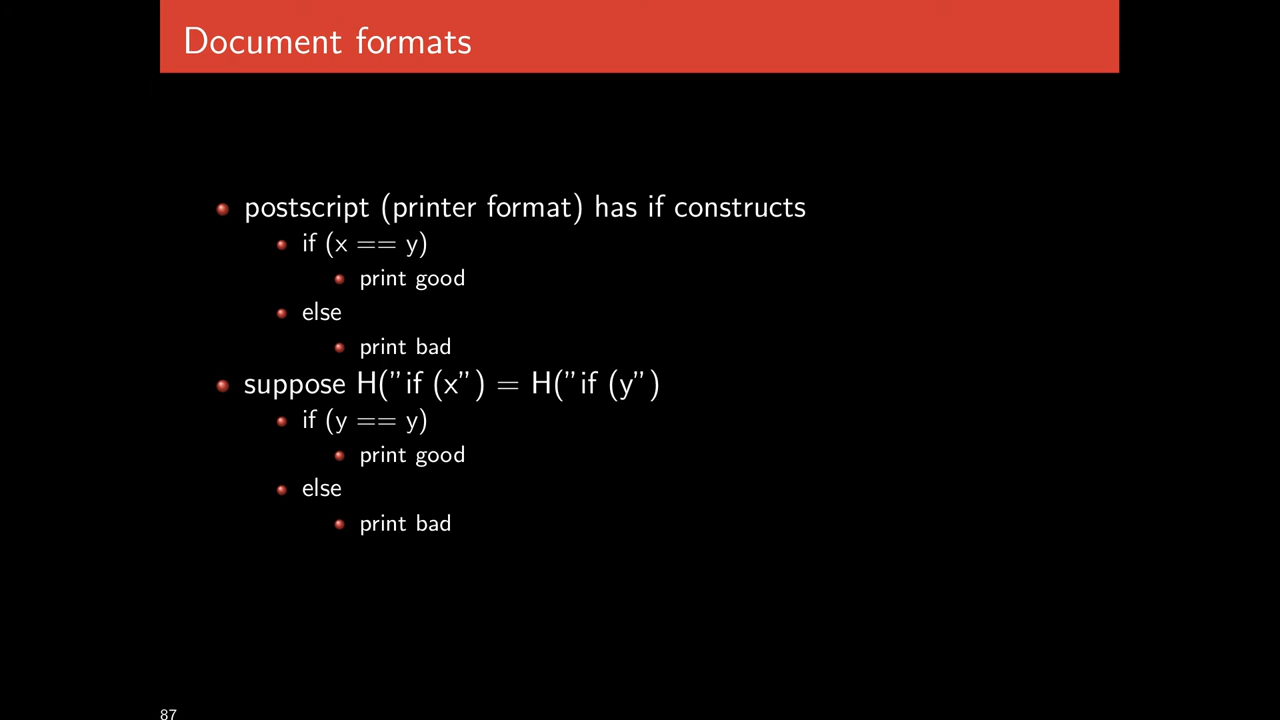 Document formats
postscript (printer format) has if constructs
if (x == y)
print good
else
print bad
suppose H(”if (x”) = H(”if (y”)
if (y == y)
print good
else
print bad
87